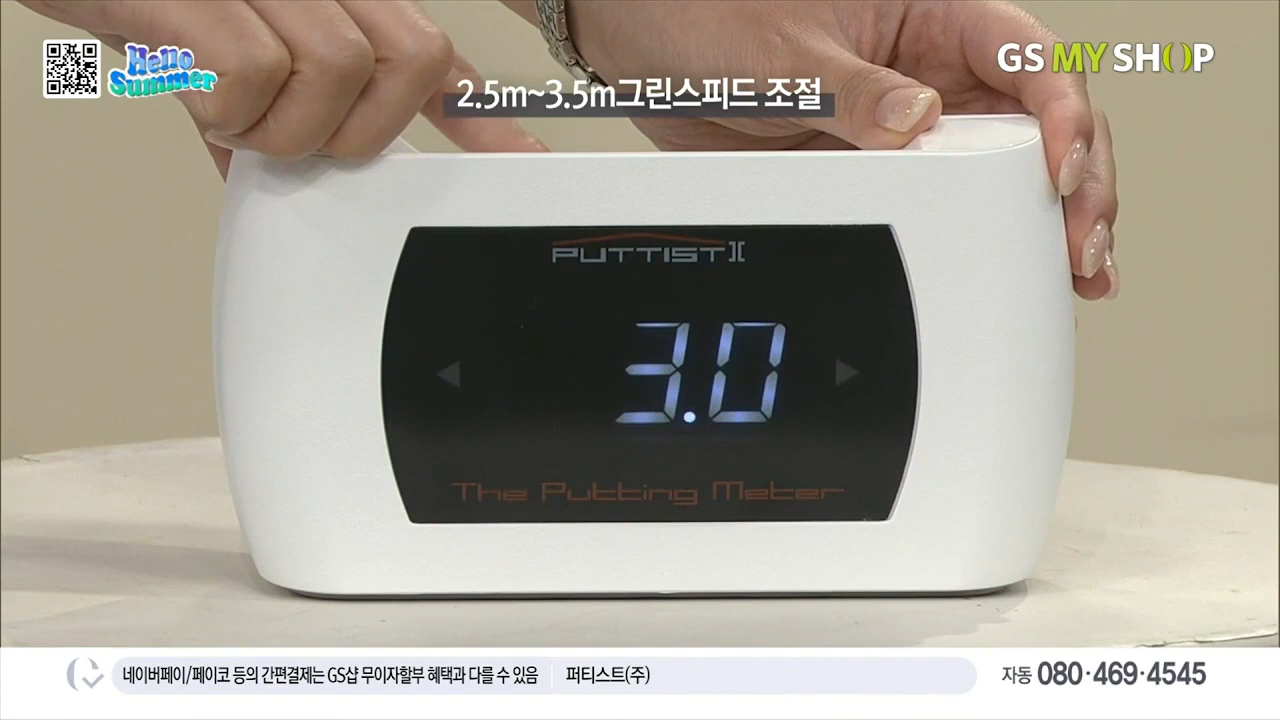 Hello
Summer
GS MY SHOP
2.5m~3.5m그린스피드 조절
PUTTIST II
3.0
The Putting Meter
네이버페이/페이코 등의 간편결제는 GS샵 무이자할부 혜택과 다를 수 있음 퍼티스트(주)
자동 080·469·4545